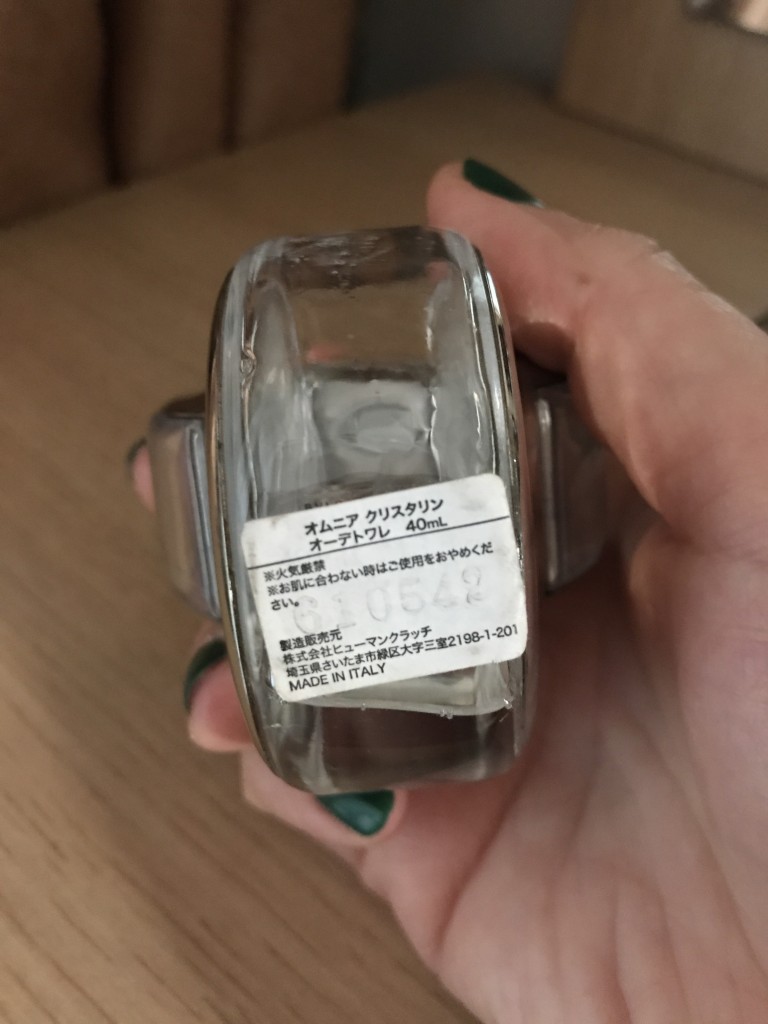 オムニア クリスタリン
オーデトワレ 40mL
※火気厳禁
※お肌に合わない時はご使用をおやめくだ
さい。
製造販売元
株式会社ヒューマンクラッチ
埼玉県さいたま市緑区大字三室2198-1-201
MADE IN ITALY